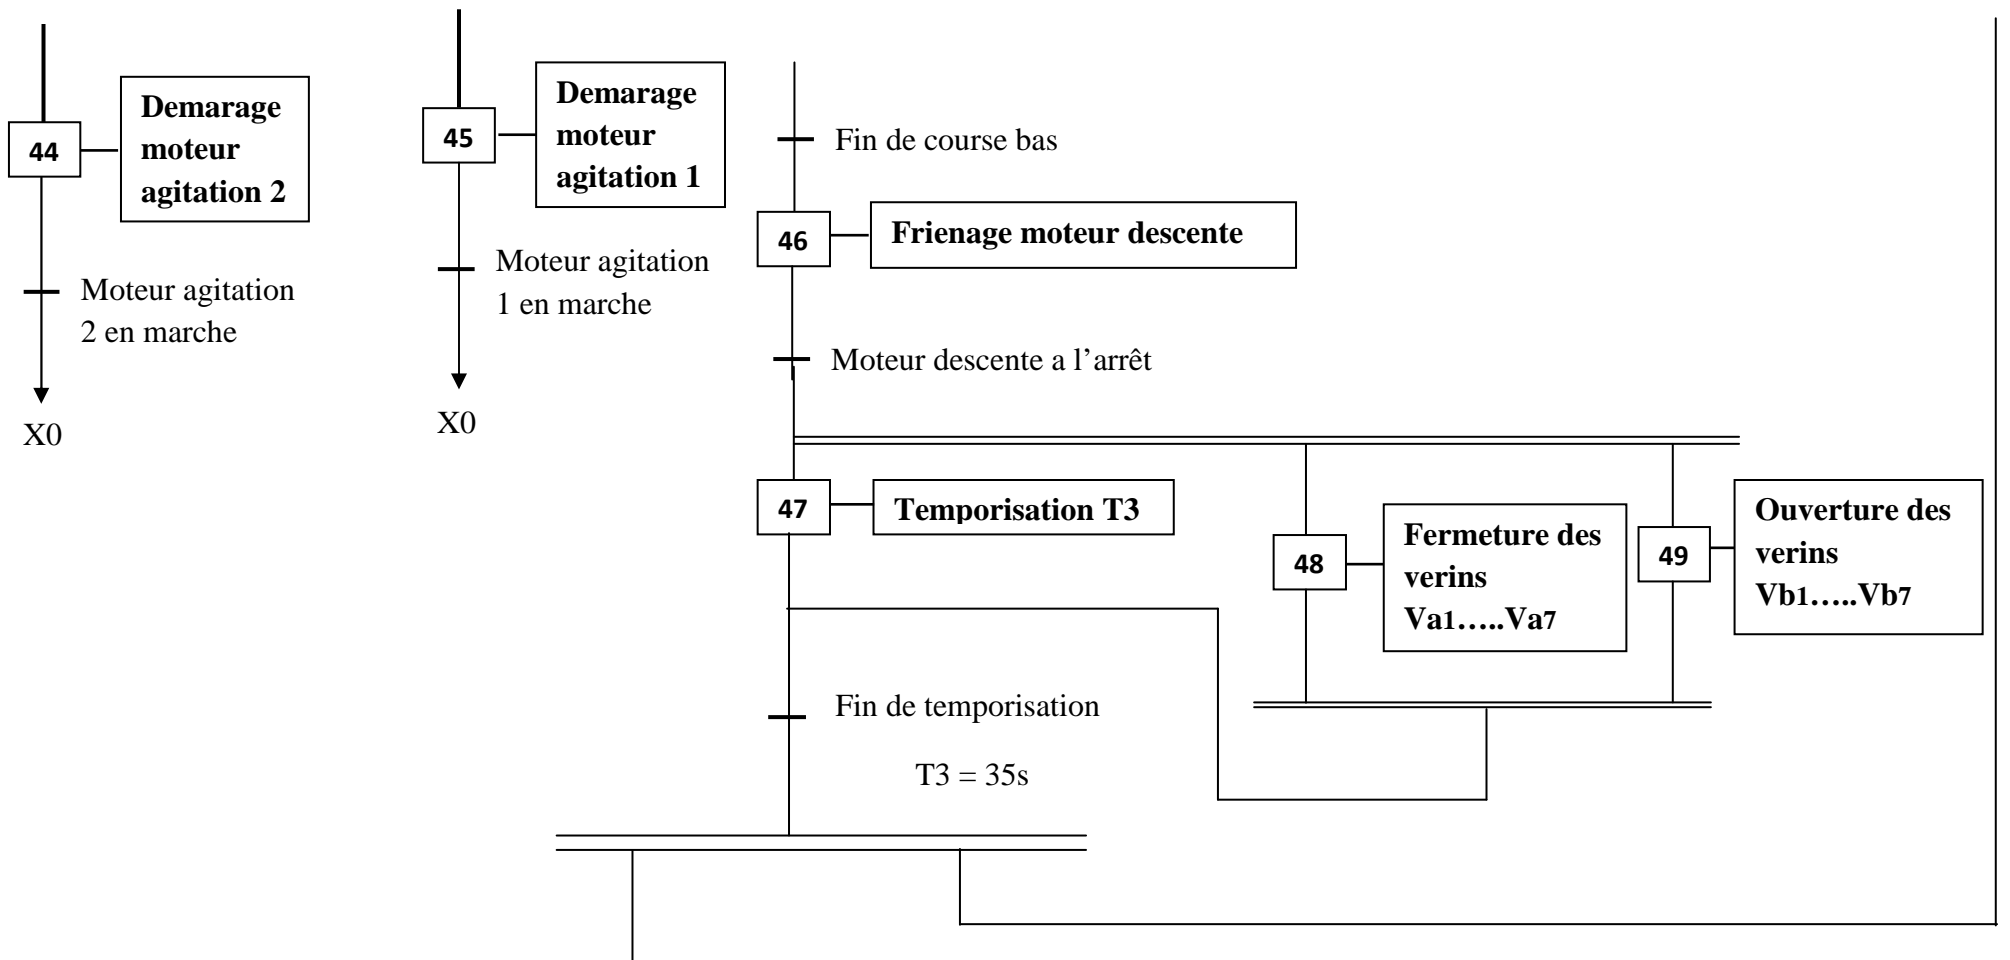 44
Demarage
moteur
agitation 2
Moteur agitation
2 en marche
X0
45
Demarage
moteur
agitation 1
Moteur agitation
1 en marche
X0
Fin de course bas
46
Frienage moteur descente
Moteur descente a l’arrêt
47
Temporisation T3
48
Fermeture des
verins
Va1…..Va7
49
Ouverture des
verins
Vb1…..Vb7
Fin de temporisation
T3 = 35s